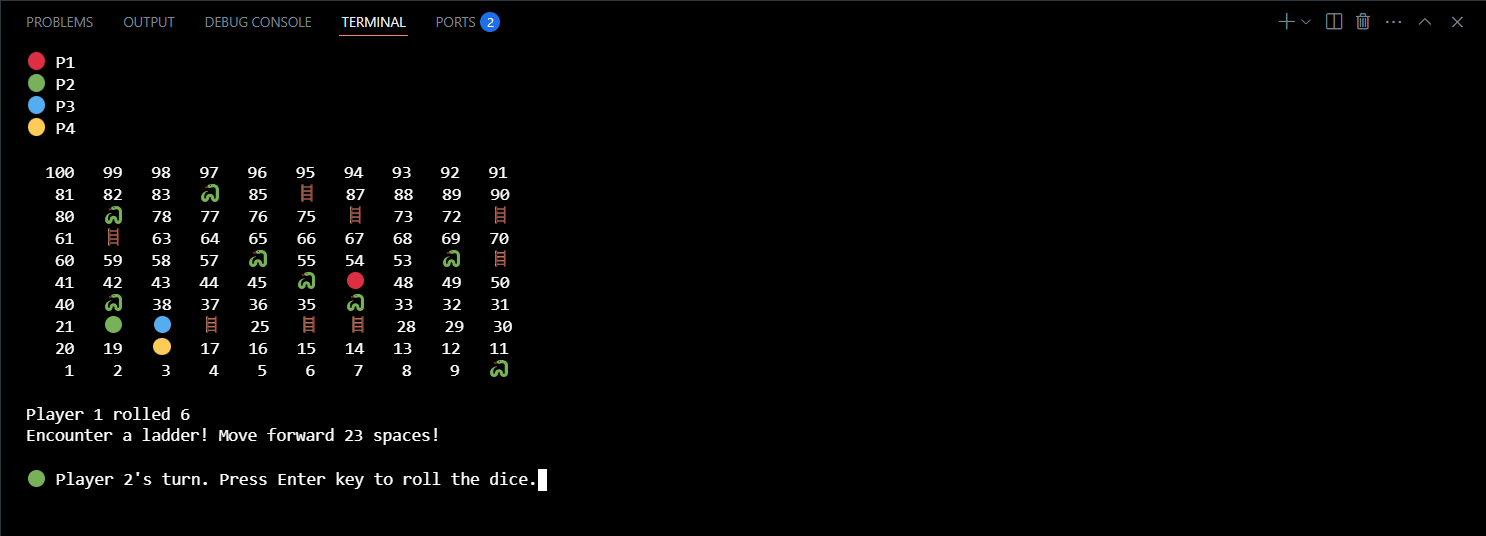 PROBLEMS OUTPUT DEBUG CONSOLE TERMINAL PORTS 2
P1
P2
P3
P4
100 99 98 97 96 95 94 93 92 91
81 82 83 🐍 85 🪜 87 88 89 90
80 🐍 78 77 76 75 🪜 73 72 🪜
61 🪜 63 64 65 66 67 68 69 70
60 59 58 57 🐍 55 54 53 🐍 🪜
41 42 43 44 45 🐍 🔴 48 49 50
40 🐍 38 37 36 35 🐍 33 32 31
21 🟢 🔵 🪜 25 🪜 🪜 28 29 30
20 19 🟡 17 16 15 14 13 12 11
1 2 3 4 5 6 7 8 9 🐍
Player 1 rolled 6
Encounter a ladder! Move forward 23 spaces!
Player 2's turn. Press Enter key to roll the dice.